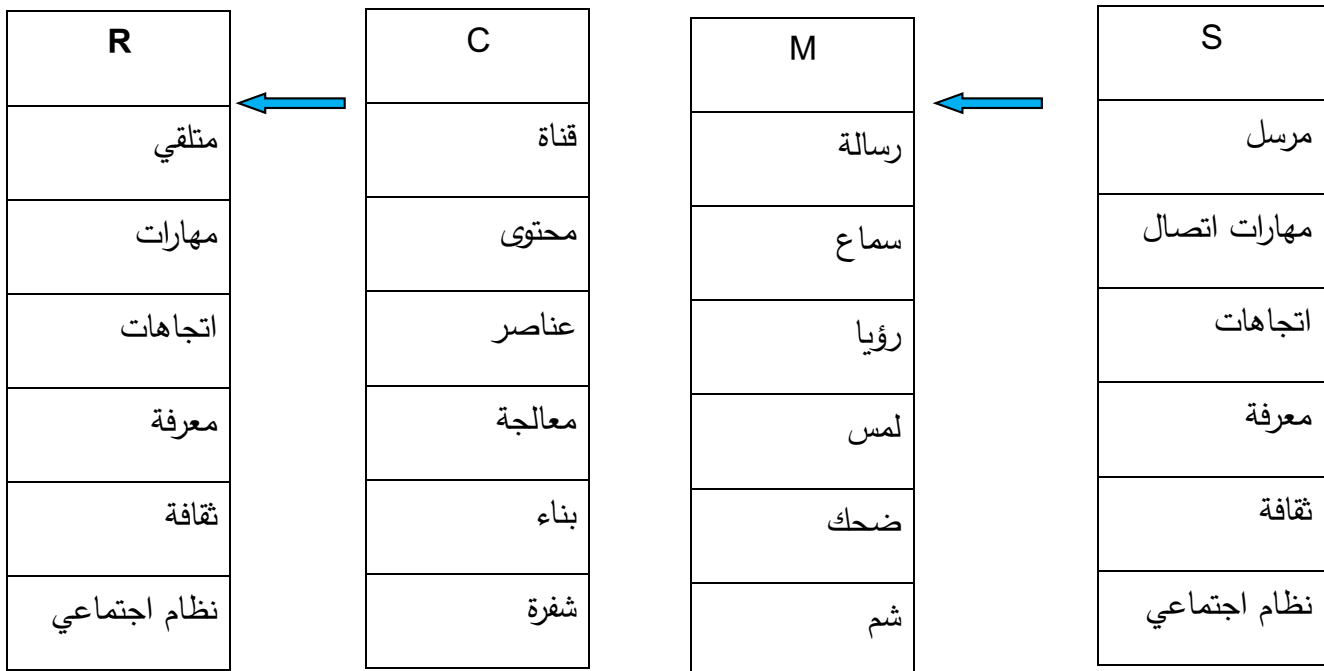 S
مرسل
مهارات اتصال
اتجاهات
معرفة
ثقافة
نظام اجتماعي
M
رسالة
سماع
رؤيا
لمس
ضحك
شم
C
قناة
محتوى
عناصر
معالجة
بناء
شفرة
R
متلقي
مهارات
اتجاهات
معرفة
ثقافة
نظام اجتماعي